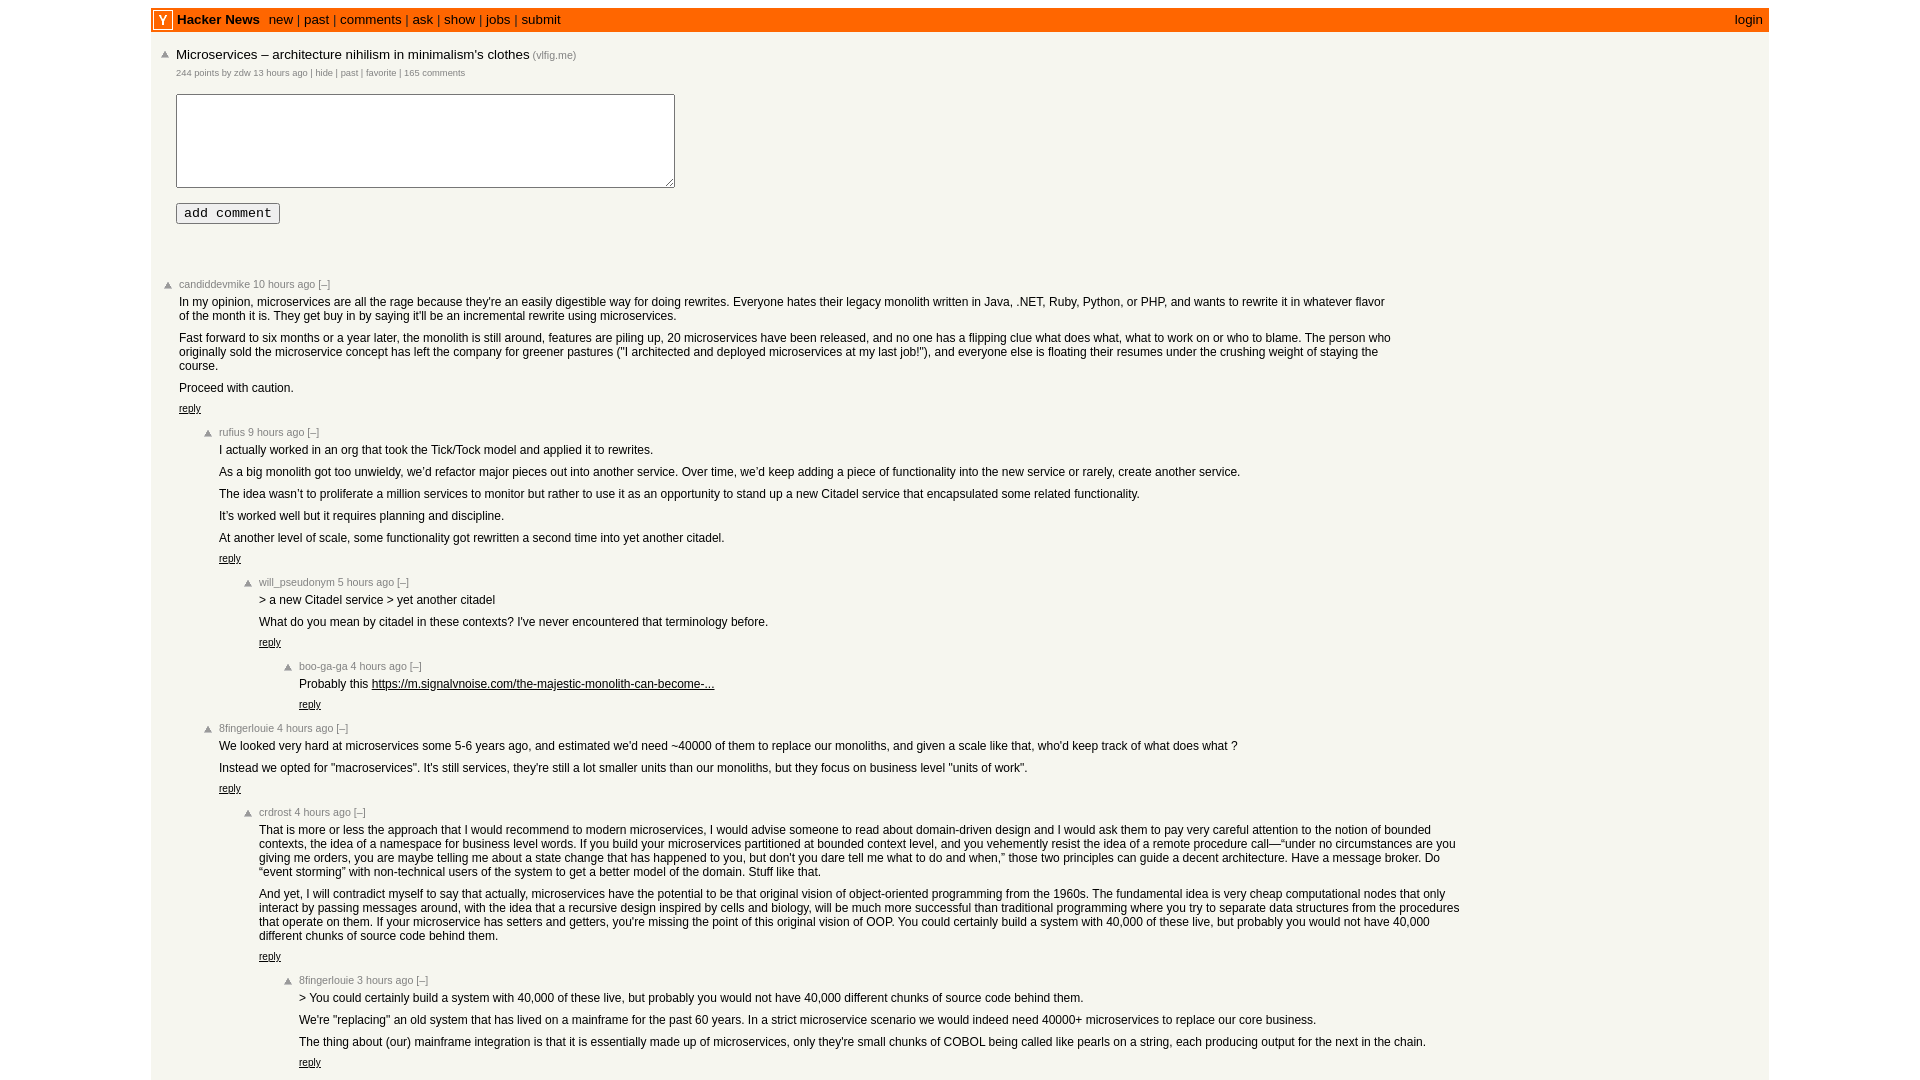 Y Hacker News new | past | comments | ask | show | jobs | submit login
Microservices – architecture nihilism in minimalism's clothes (vlfig.me)
244 points by zdw 13 hours ago | hide | past | favorite | 165 comments
add comment
candiddevmike 10 hours ago [–]
In my opinion, microservices are all the rage because they're an easily digestible way for doing rewrites. Everyone hates their legacy monolith written in Java, .NET, Ruby, Python, or PHP, and wants to rewrite it in whatever flavor
of the month it is. They get buy in by saying it'll be an incremental rewrite using microservices.
Fast forward to six months or a year later, the monolith is still around, features are piling up, 20 microservices have been released, and no one has a flipping clue what does what, what to work on or who to blame. The person who
originally sold the microservice concept has left the company for greener pastures ("I architected and deployed microservices at my last job!"), and everyone else is floating their resumes under the crushing weight of staying the
course.
Proceed with caution.
reply
rufius 9 hours ago [–]
I actually worked in an org that took the Tick/Tock model and applied it to rewrites.
As a big monolith got too unwieldy, we’d refactor major pieces out into another service. Over time, we’d keep adding a piece of functionality into the new service or rarely, create another service.
The idea wasn’t to proliferate a million services to monitor but rather to use it as an opportunity to stand up a new Citadel service that encapsulated some related functionality.
It’s worked well but it requires planning and discipline.
At another level of scale, some functionality got rewritten a second time into yet another citadel.
reply
will_pseudonym 5 hours ago [–]
> a new Citadel service > yet another citadel
What do you mean by citadel in these contexts? I've never encountered that terminology before.
reply
boo-ga-ga 4 hours ago [–]
Probably this https://m.signalvnoise.com/the-majestic-monolith-can-become-...
reply
8fingerlouie 4 hours ago [–]
We looked very hard at microservices some 5-6 years ago, and estimated we'd need ~40000 of them to replace our monoliths, and given a scale like that, who'd keep track of what does what ?
Instead we opted for "macroservices". It's still services, they're still a lot smaller units than our monoliths, but they focus on business level "units of work".
reply
crdrost 4 hours ago [–]
That is more or less the approach that I would recommend to modern microservices, I would advise someone to read about domain-driven design and I would ask them to pay very careful attention to the notion of bounded
contexts, the idea of a namespace for business level words. If you build your microservices partitioned at bounded context level, and you vehemently resist the idea of a remote procedure call—“under no circumstances are you
giving me orders, you are maybe telling me about a state change that has happened to you, but don't you dare tell me what to do and when,” those two principles can guide a decent architecture. Have a message broker. Do
“event storming” with non-technical users of the system to get a better model of the domain. Stuff like that.
And yet, I will contradict myself to say that actually, microservices have the potential to be that original vision of object-oriented programming from the 1960s. The fundamental idea is very cheap computational nodes that only
interact by passing messages around, with the idea that a recursive design inspired by cells and biology, will be much more successful than traditional programming where you try to separate data structures from the procedures
that operate on them. If your microservice has setters and getters, you're missing the point of this original vision of OOP. You could certainly build a system with 40,000 of these live, but probably you would not have 40,000
different chunks of source code behind them.
reply
8fingerlouie 3 hours ago [–]
> You could certainly build a system with 40,000 of these live, but probably you would not have 40,000 different chunks of source code behind them.
We're "replacing" an old system that has lived on a mainframe for the past 60 years. In a strict microservice scenario we would indeed need 40000+ microservices to replace our core business.
The thing about (our) mainframe integration is that it is essentially made up of microservices, only they're small chunks of COBOL being called like pearls on a string, each producing output for the next in the chain.
reply